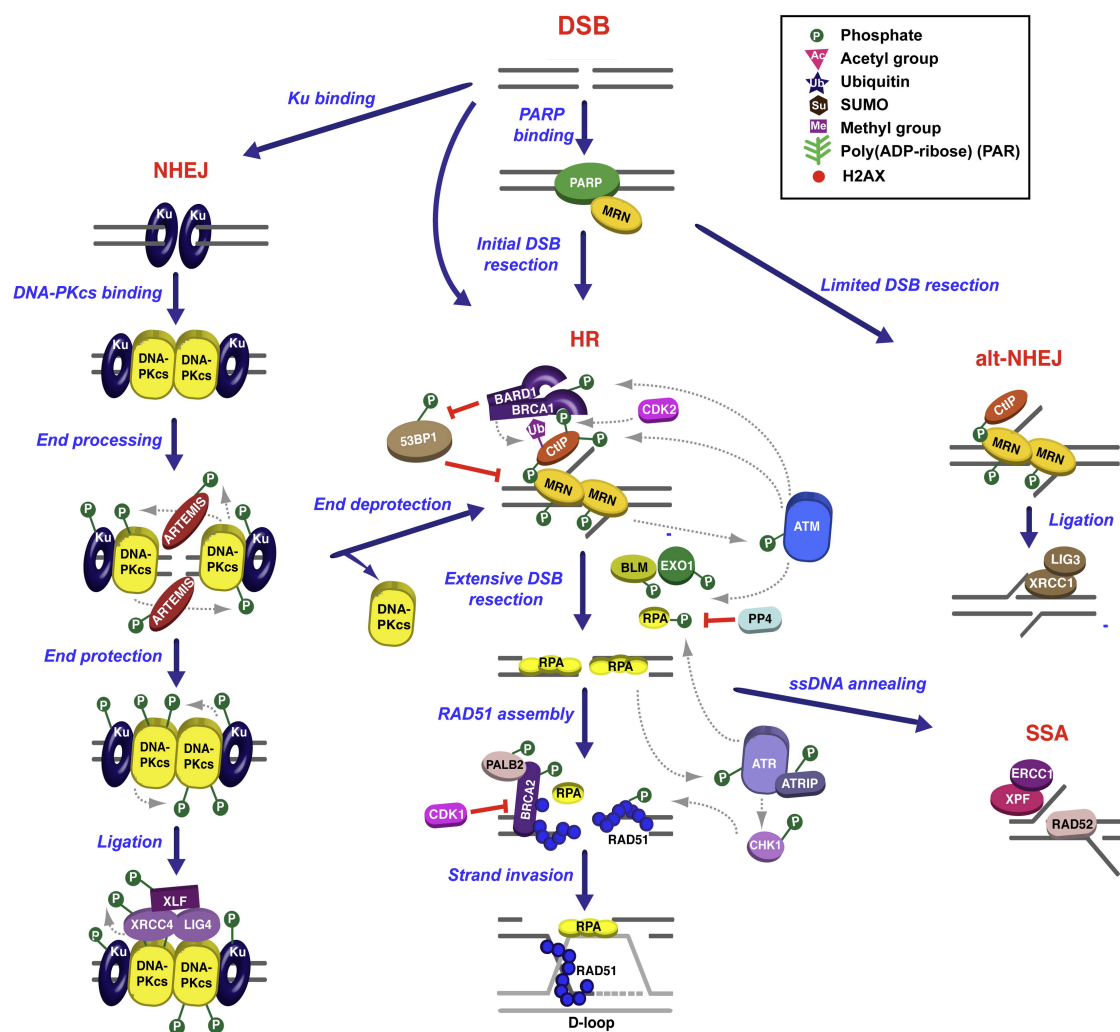 DSB
P Phosphate
Ac Acetyl group
Ub Ubiquitin
Su SUMO
Me Methyl group
Poly(ADP-ribose) (PAR)
H2AX
Ku binding
PARP
binding
NHEJ
PARP
MRN
Ku Ku
Initial DSB
resection
Limited DSB resection
DNA-PKcs binding
HR
alt-NHEJ
Ku DNA-
PKcs DNA-
PKcs Ku
P
BARD1
BRCA1
P
CDK2
P
53BP1
Ub
P
CtIP
P
P
MRN MRN
P P
CtIP
P
MRN MRN
P P
End processing
End deprotection
ATM
P
Ligation
P P P P
ARTEMIS
Ku DNA-
PKcs DNA-
PKcs Ku
ARTEMIS
P P
DNA-
PKcs
Extensive DSB
resection
BLM EXO1
P P
RPA P PP4
LIG3
XRCC1
End protection
RPA RPA
ssDNA annealing
RAD51 assembly
SSA
P P P P
Ku DNA-
PKcs DNA-
PKcs Ku
P P
PALB2 P
P
BRCA2
RPA
CDK1
P
RAD51
ATR
P
ATRIP
P
CHK1
P
ERCC1
XPF
RAD52
Ligation
Strand invasion
P
XLF
P
XRCC4 LIG4
P P
Ku DNA-
PKcs DNA-
PKcs Ku
P P
RPA
RAD51
D-loop